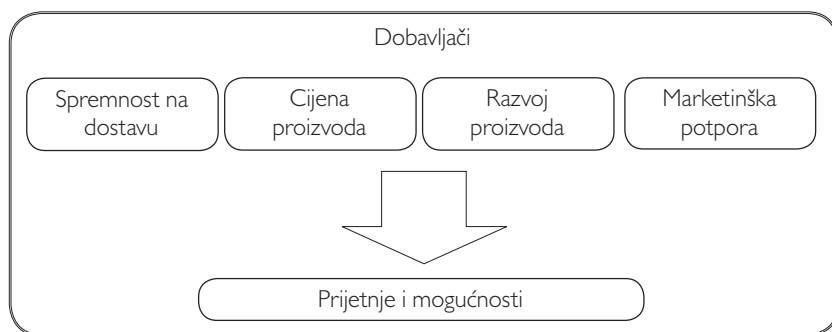 Dobavljači
Spremnost na
dostavu
Cijena
proizvoda
Razvoj
proizvoda
Marketinška
potpora
Prijetnje i mogućnosti